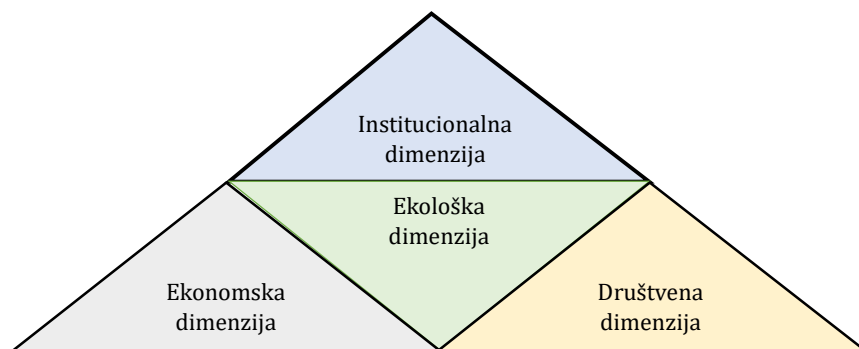 Institucionalna
dimenzija
Ekološka
dimenzija
Ekonomska
dimenzija
Društvena
dimenzija